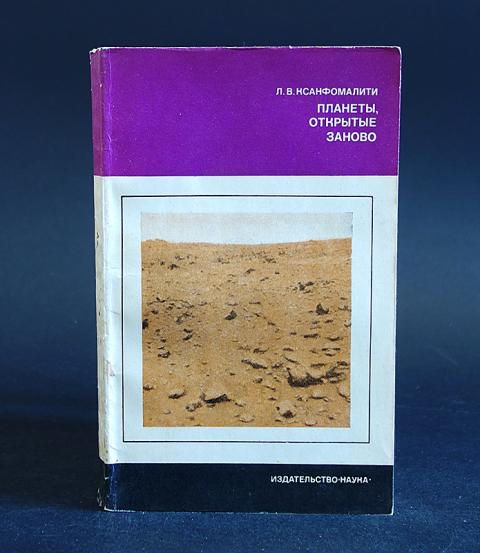 Л. В. КСАНФОМАЛИТИ
ПЛАНЕТЫ,
ОТКРЫТЫЕ
ЗАНОВО
ИЗДАТЕЛЬСТВО·НАУКА·